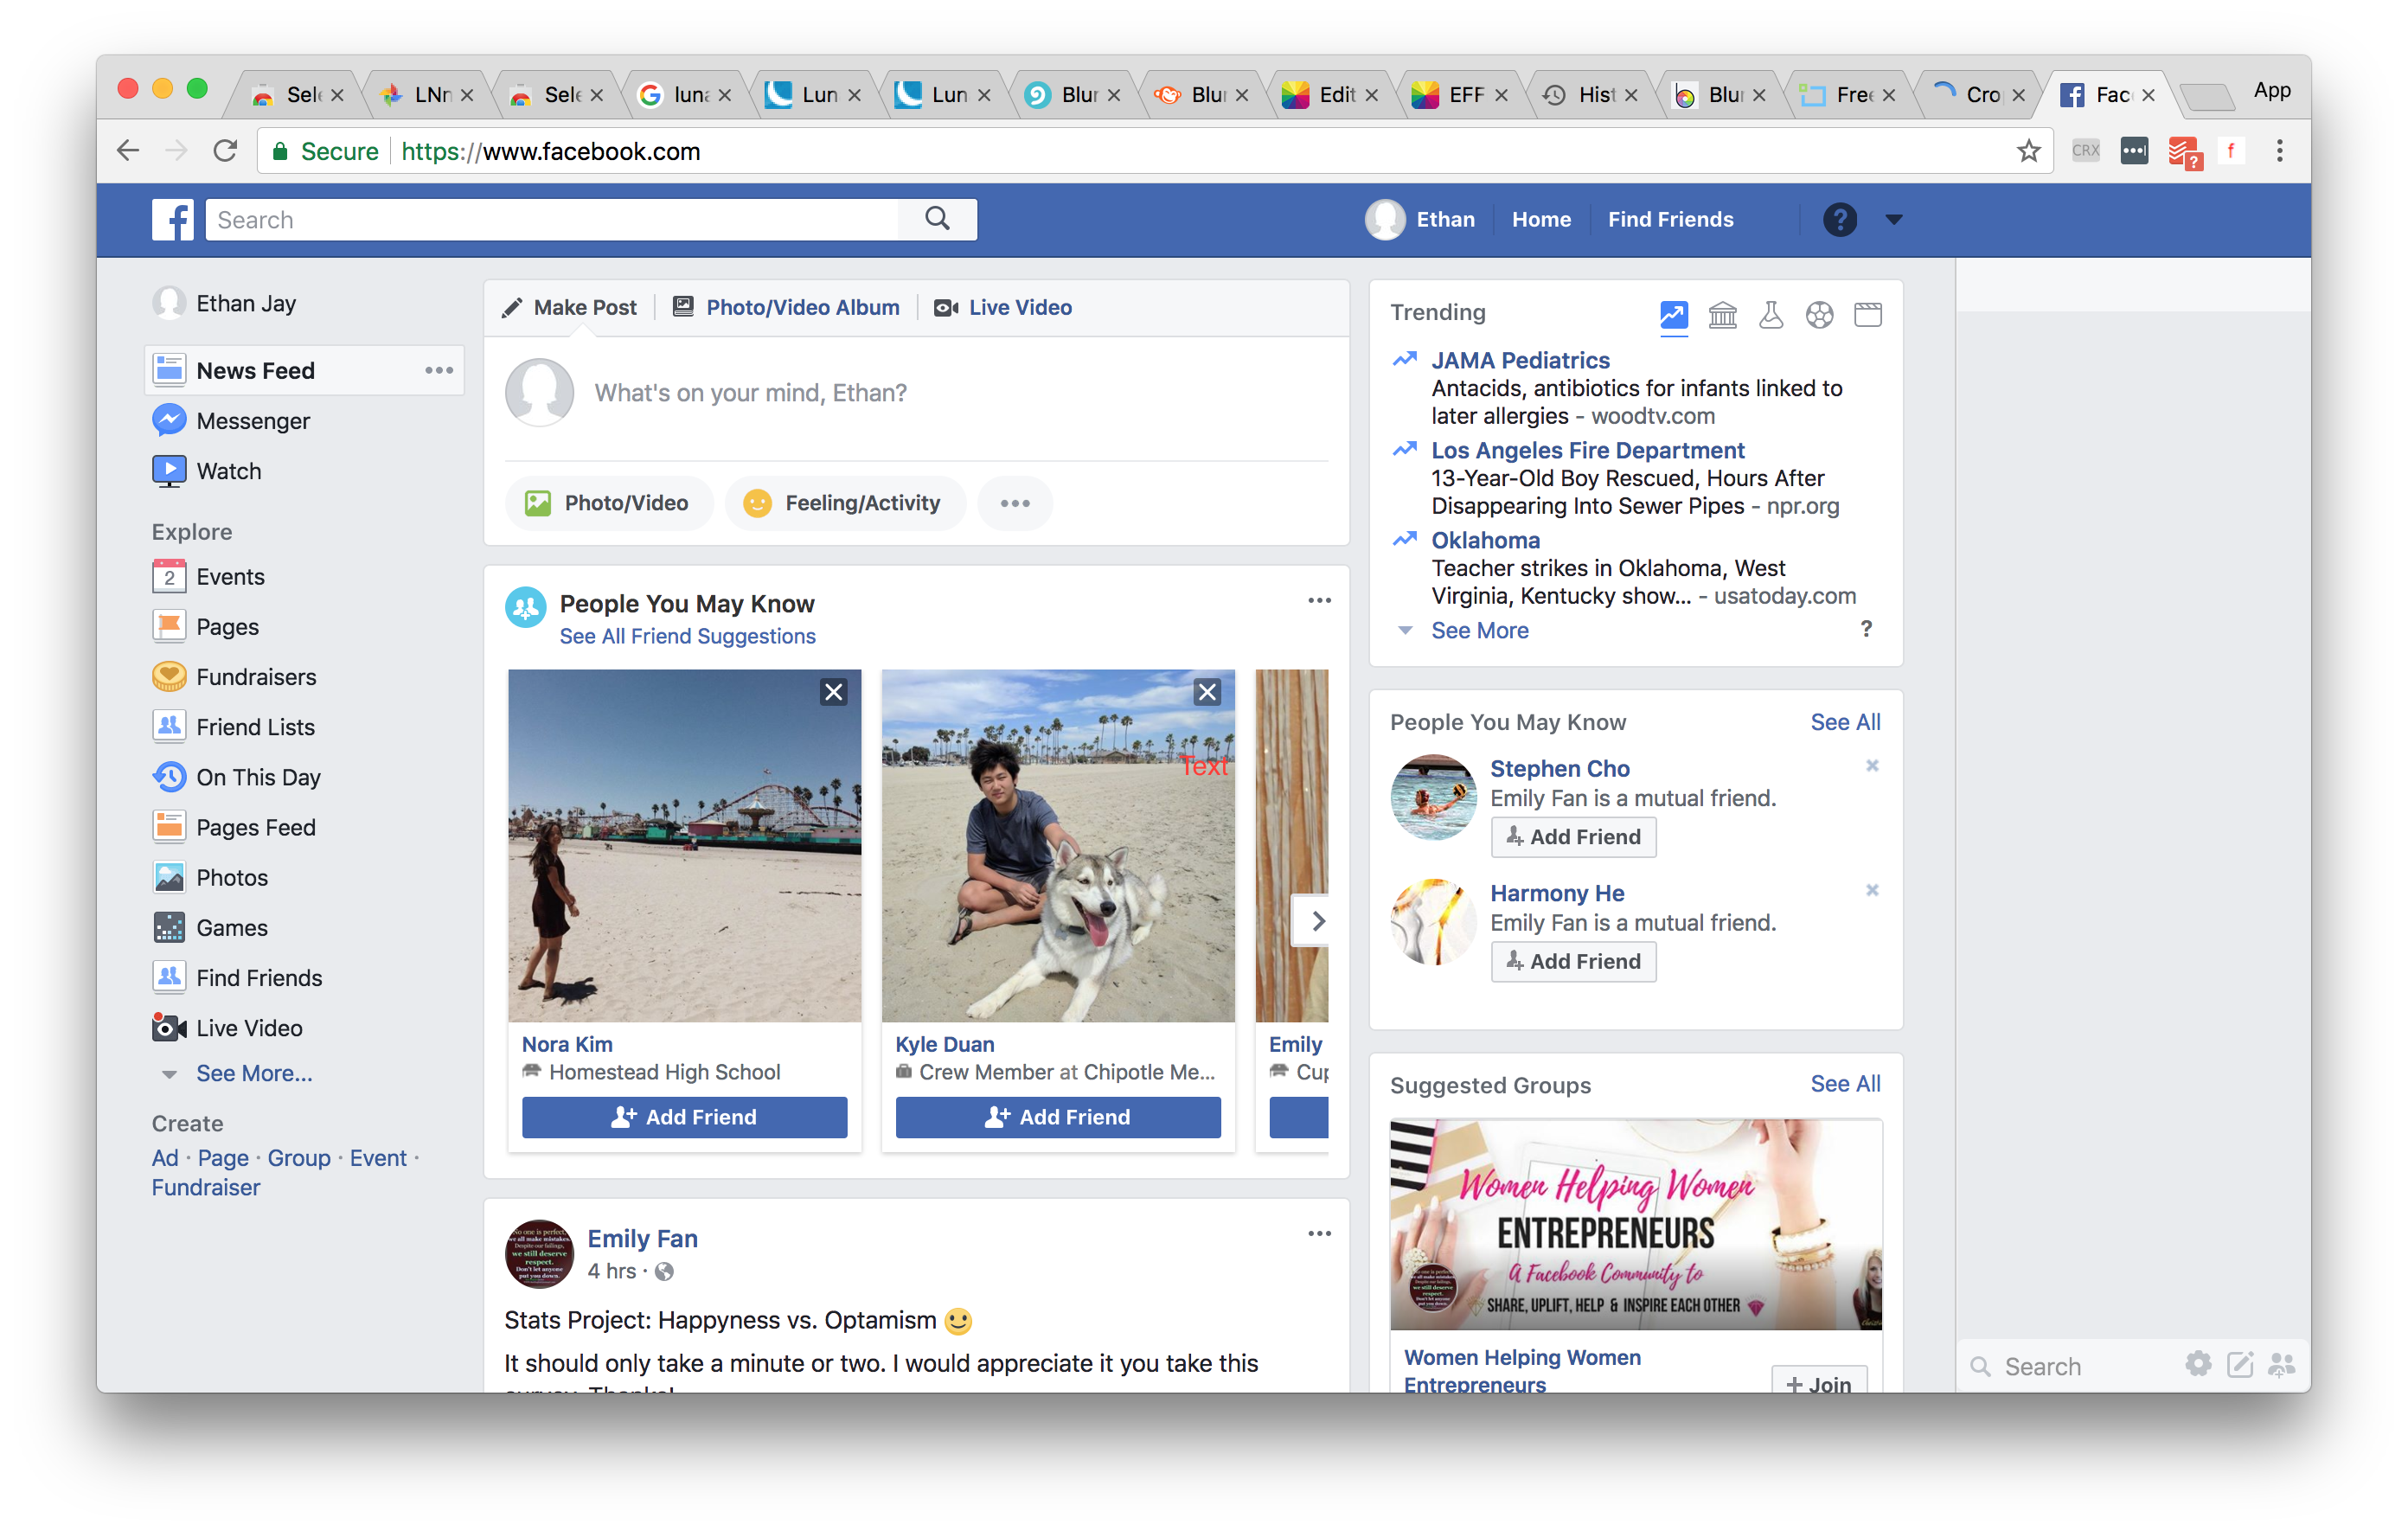 Sele
LNn
Sele
luna
Lun
Lun
Blur
Blur
Edit
EFF
Hist
Blur
Free
Cro
Fac
App
Secure
https://www.facebook.com
CRX
Search
Ethan
Home
Find Friends
Ethan Jay
News Feed
Messenger
Watch
Explore
2
Events
Pages
Fundraisers
Friend Lists
On This Day
Pages Feed
Photos
Games
Find Friends
Live Video
See More...
Create
Ad · Page · Group · Event ·
Fundraiser
Make Post
Photo/Video Album
Live Video
What's on your mind, Ethan?
Photo/Video
Feeling/Activity
People You May Know
See All Friend Suggestions
Text
Nora Kim
Homestead High School
Add Friend
Kyle Duan
Crew Member at Chipotle Me...
Add Friend
Emily
Cup
Emily Fan
4 hrs ·
Stats Project: Happyness vs. Optamism
It should only take a minute or two. I would appreciate it you take this
survey. Thanks!
Trending
JAMA Pediatrics
Antacids, antibiotics for infants linked to
later allergies - woodtv.com
Los Angeles Fire Department
13-Year-Old Boy Rescued, Hours After
Disappearing Into Sewer Pipes - npr.org
Oklahoma
Teacher strikes in Oklahoma, West
Virginia, Kentucky show... - usatoday.com
See More
?
People You May Know
See All
Stephen Cho
Emily Fan is a mutual friend.
Add Friend
Harmony He
Emily Fan is a mutual friend.
Add Friend
Suggested Groups
See All
Women Helping Women
ENTREPRENEURS
A Facebook Community to
SHARE, UPLIFT, HELP & INSPIRE EACH OTHER
Women Helping Women
Entrepreneurs
+ Join
Search